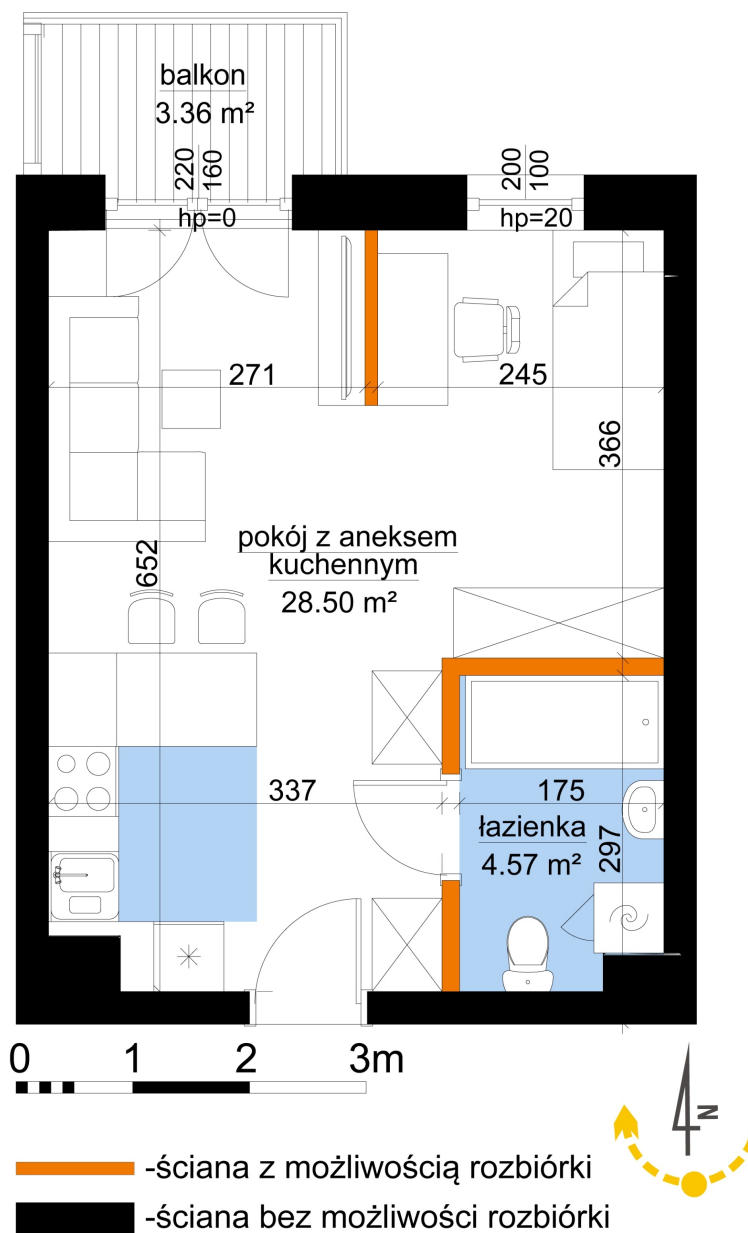 balkon
3.36 m²
220
160
hp=0
200
100
hp=20
271
245
366
652
pokój z aneksem
kuchennym
28.50 m²
337
175
łazienka
4.57 m²
297
0 1 2 3m
N
-ściana z możliwością rozbiórki
-ściana bez możliwości rozbiórki